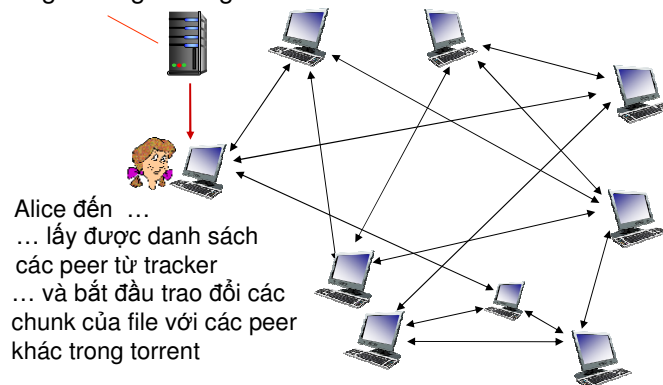 Alice đến …
… lấy được danh sách
các peer từ tracker
… và bắt đầu trao đổi các
chunk của file với các peer
khác trong torrent